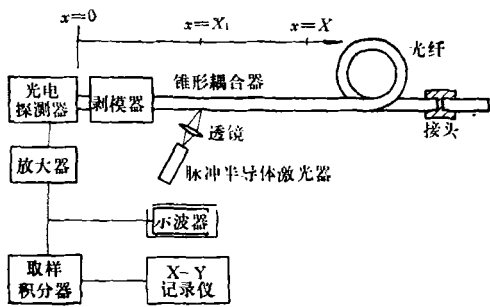 x=0
x=X₁
x=X
光纤
光电
探测器
剥模器
锥形耦合器
透镜
脉冲半导体激光器
接头
放大器
示波器
取样
积分器
X-Y
记录仪